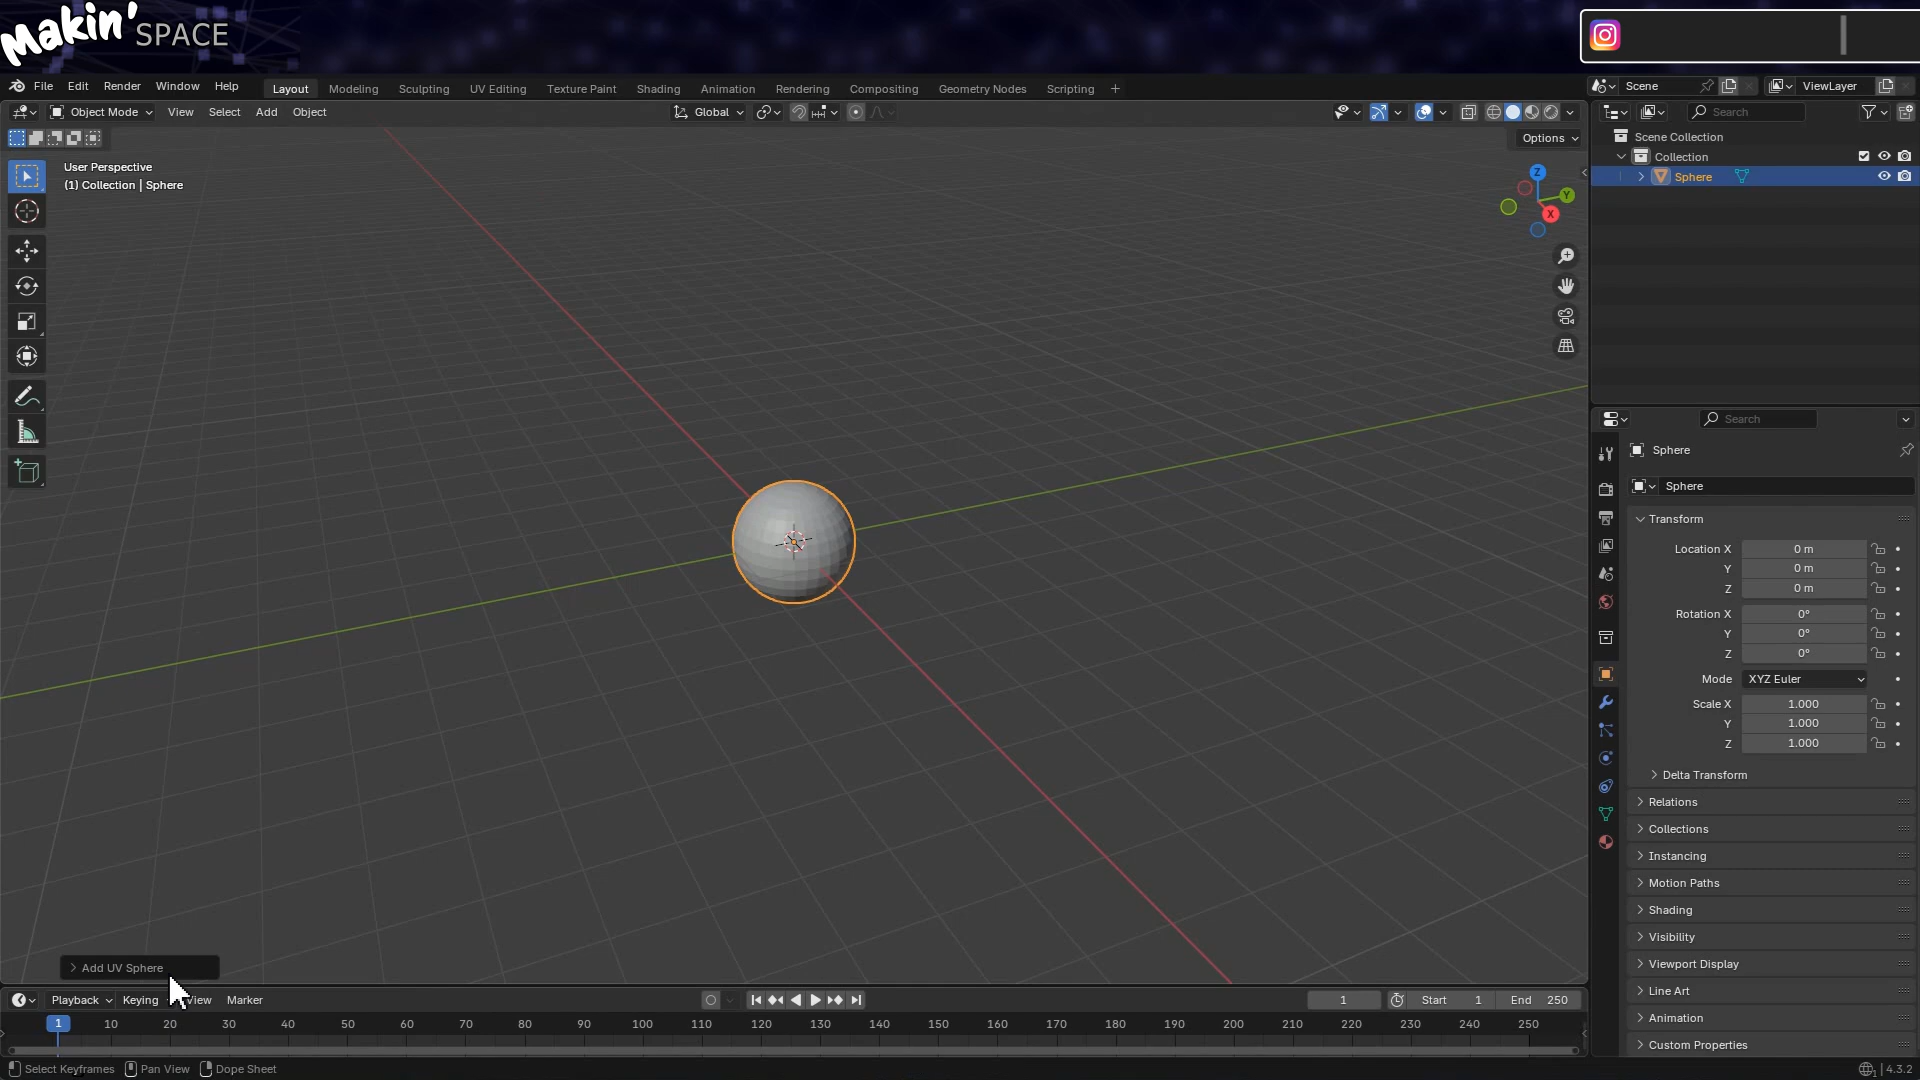 Makin' SPACE
File Edit Render Window Help Layout Modeling Sculpting UV Editing Texture Paint Shading Animation Rendering Compositing Geometry Nodes Scripting + Scene ViewLayer
Object Mode View Select Add Object Global Search
Options
User Perspective
(1) Collection | Sphere
Z
Y
X
Scene Collection
Collection
Sphere
Search
Sphere
Sphere
Transform
Location X 0 m
Y 0 m
Z 0 m
Rotation X 0°
Y 0°
Z 0°
Mode XYZ Euler
Scale X 1.000
Y 1.000
Z 1.000
Delta Transform
Relations
Collections
Instancing
Motion Paths
Shading
Visibility
Viewport Display
Line Art
Animation
Custom Properties
Add UV Sphere
Playback Keying View Marker 1 Start 1 End 250
1 10 20 30 40 50 60 70 80 90 100 110 120 130 140 150 160 170 180 190 200 210 220 230 240 250
Select Keyframes Pan View Dope Sheet 4.3.2